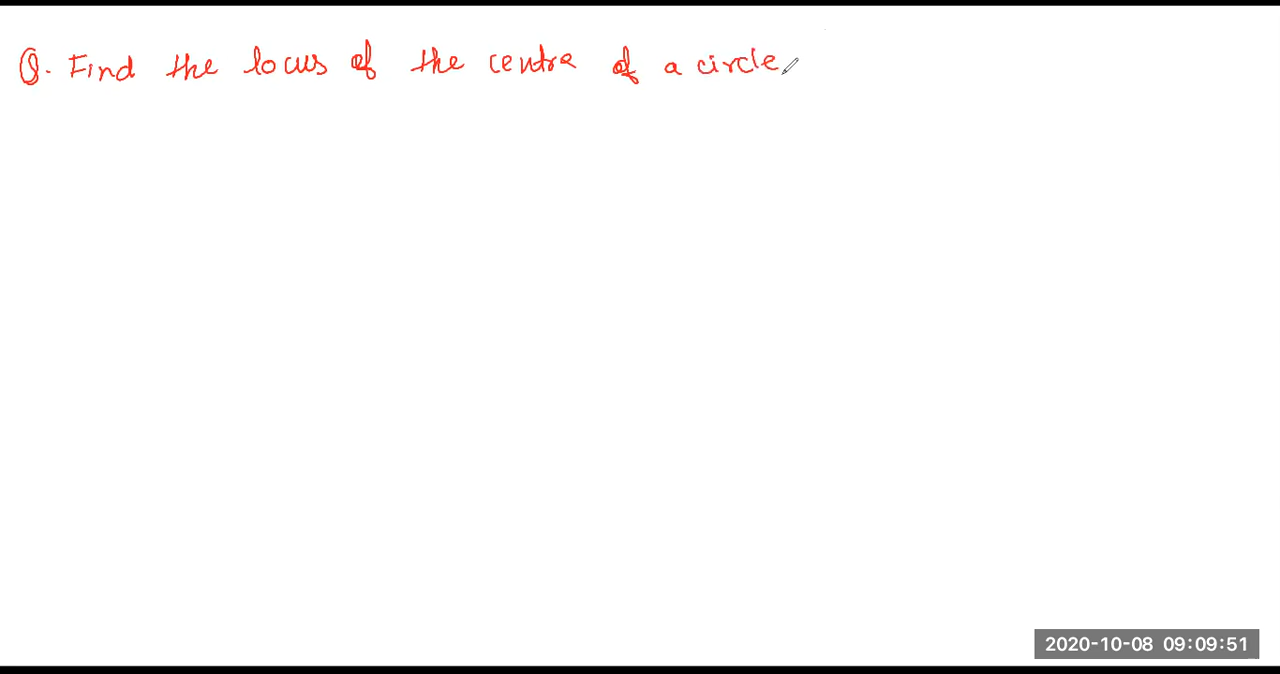 Q. Find the locus of the centre of a circle
2020-10-08 09:09:51